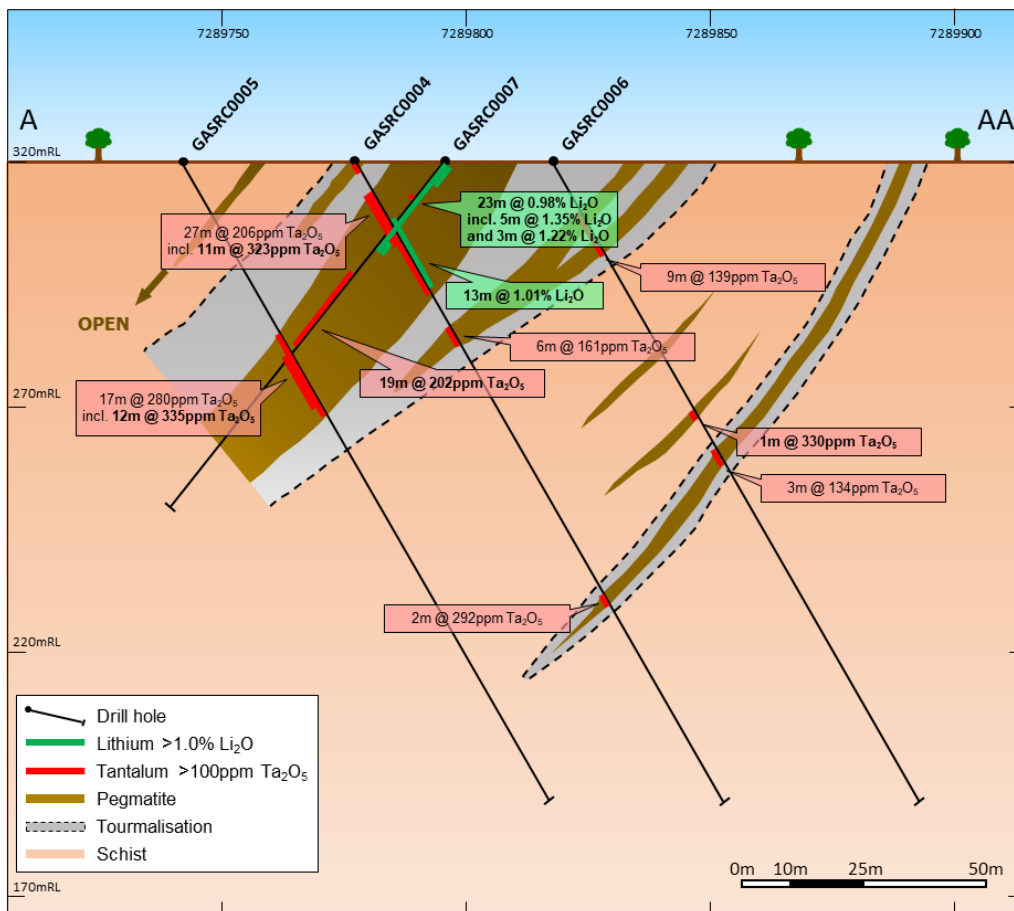 7289750
7289800
7289850
7289900
A
GASRC0005
GASRC0004
GASRC0007
GASRC0006
AA
320mRL
27m @ 206ppm Ta₂O₅
incl. 11m @ 323ppm Ta₂O₅
23m @ 0.98% Li₂O
incl. 5m @ 1.35% Li₂O
and 3m @ 1.22% Li₂O
9m @ 139ppm Ta₂O₅
13m @ 1.01% Li₂O
OPEN
6m @ 161ppm Ta₂O₅
19m @ 202ppm Ta₂O₅
17m @ 280ppm Ta₂O₅
incl. 12m @ 335ppm Ta₂O₅
270mRL
1m @ 330ppm Ta₂O₅
3m @ 134ppm Ta₂O₅
2m @ 292ppm Ta₂O₅
220mRL
Drill hole
Lithium >1.0% Li₂O
Tantalum >100ppm Ta₂O₅
Pegmatite
Tourmalisation
Schist
0m 10m 25m 50m
170mRL